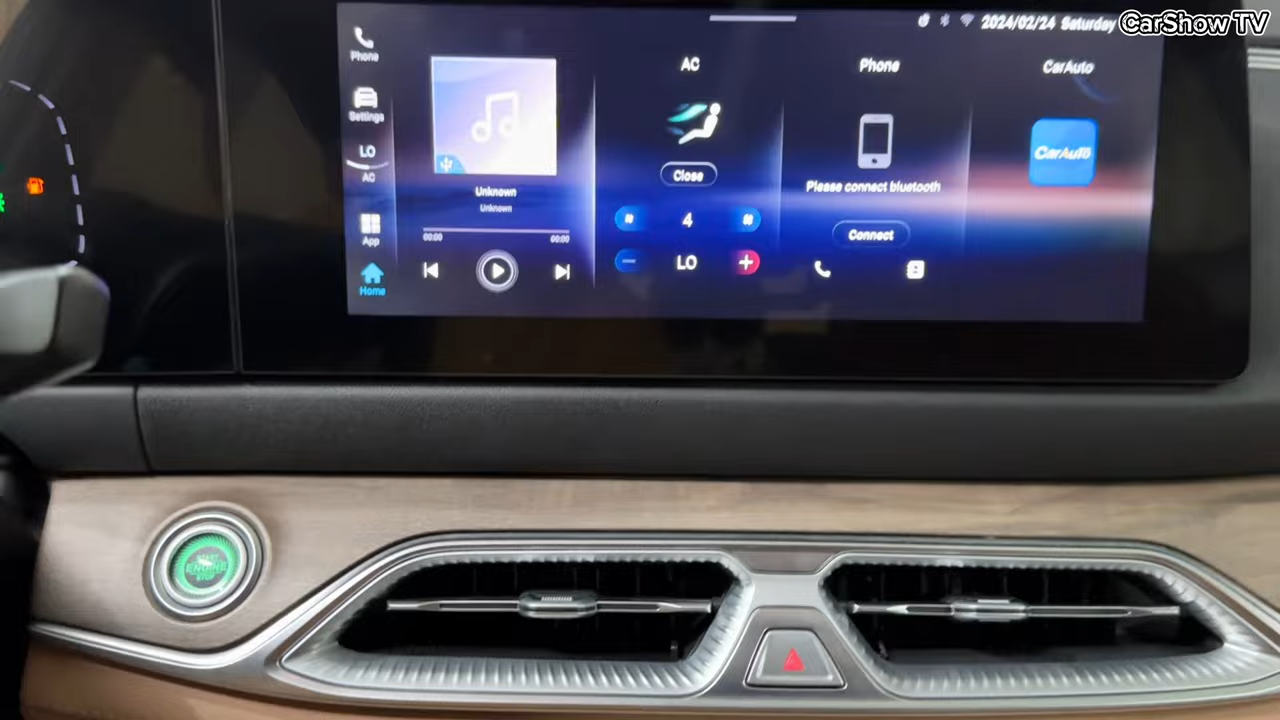 CarShow TV
2024/02/24 Saturday
Phone
Settings
LO
AC
App
Home
Unknown
Unknown
00:00
00:00
AC
Close
4
LO
Phone
Please connect bluetooth
Connect
CarAuto
CarAuto
START
ENGINE
STOP